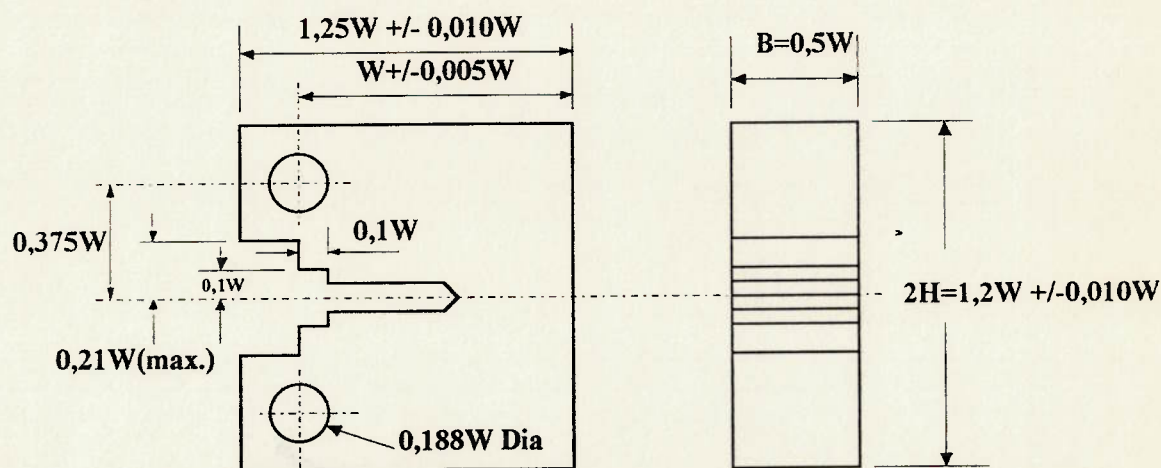 1,25W +/- 0,010W
B=0,5W
W+/-0,005W
0,375W
0,1W
0,1W
2H=1,2W +/-0,010W
0,21W(max.)
0,188W Dia